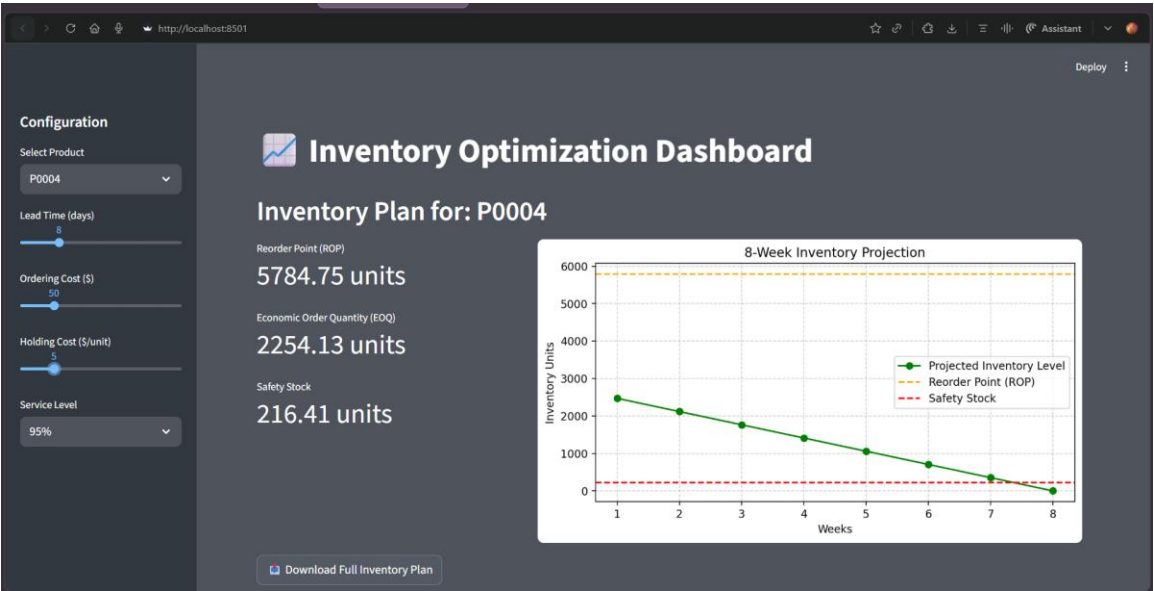 http://localhost:8501
Assistant
Deploy
Configuration
Select Product
P0004
Lead Time (days)
8
Ordering Cost ($)
50
Holding Cost ($/unit)
5
Service Level
95%
Inventory Optimization Dashboard
Inventory Plan for: P0004
Reorder Point (ROP)
5784.75 units
Economic Order Quantity (EOQ)
2254.13 units
Safety Stock
216.41 units
8-Week Inventory Projection
Inventory Units
6000
5000
4000
3000
2000
1000
0
Projected Inventory Level
Reorder Point (ROP)
Safety Stock
1 2 3 4 5 6 7 8
Weeks
Download Full Inventory Plan